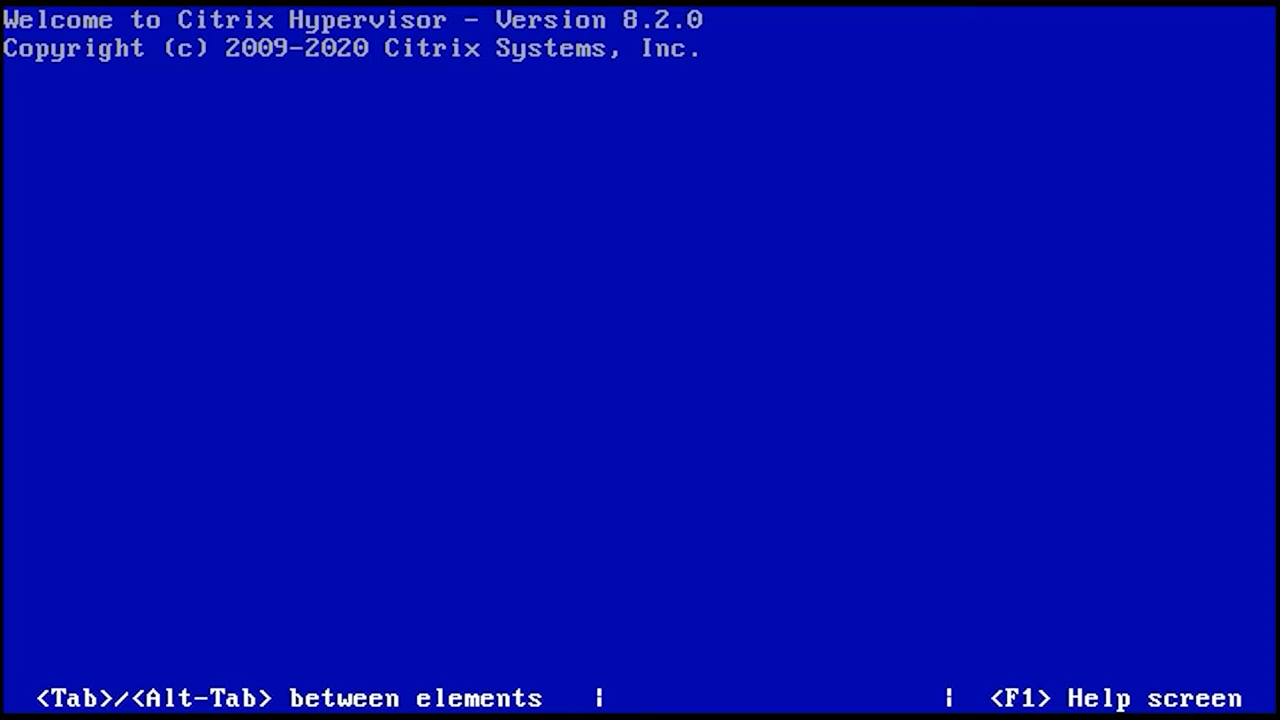 Welcome to Citrix Hypervisor - Version 8.2.0
Copyright (c) 2009-2020 Citrix Systems, Inc.
<Tab>/<Alt-Tab> between elements   |                    |  <F1> Help screen